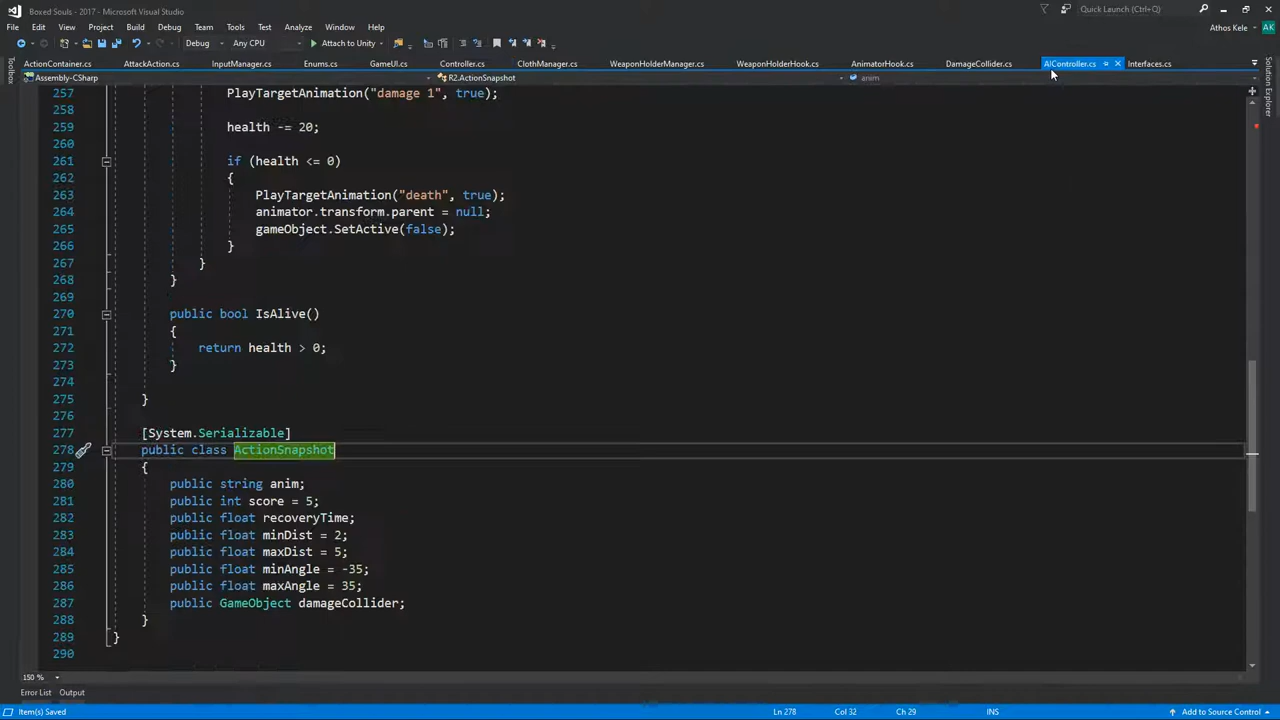 Boxed Souls - 2017 - Microsoft Visual Studio
Quick Launch (Ctrl+Q)
File Edit View Project Build Debug Team Tools Test Analyze Window Help
Athos Kele AK
Debug Any CPU Attach to Unity
Toolbox
Solution Explorer
ActionContainer.cs AttackAction.cs InputManager.cs Enums.cs GameUI.cs Controller.cs ClothManager.cs WeaponHolderManager.cs WeaponHolderHook.cs AnimatorHook.cs DamageCollider.cs AIController.cs Interfaces.cs
Assembly-CSharp R2.ActionSnapshot anim
257 PlayTargetAnimation("damage 1", true);
258
259 health -= 20;
260
261 if (health <= 0)
262 {
263 PlayTargetAnimation("death", true);
264 animator.transform.parent = null;
265 gameObject.SetActive(false);
266 }
267 }
268 }
269
270 public bool IsAlive()
271 {
272 return health > 0;
273 }
274
275 }
276
277 [System.Serializable]
278 public class ActionSnapshot
279 {
280 public string anim;
281 public int score = 5;
282 public float recoveryTime;
283 public float minDist = 2;
284 public float maxDist = 5;
285 public float minAngle = -35;
286 public float maxAngle = 35;
287 public GameObject damageCollider;
288 }
289 }
290
150 %
Error List Output
Item(s) Saved Ln 278 Col 32 Ch 29 INS Add to Source Control